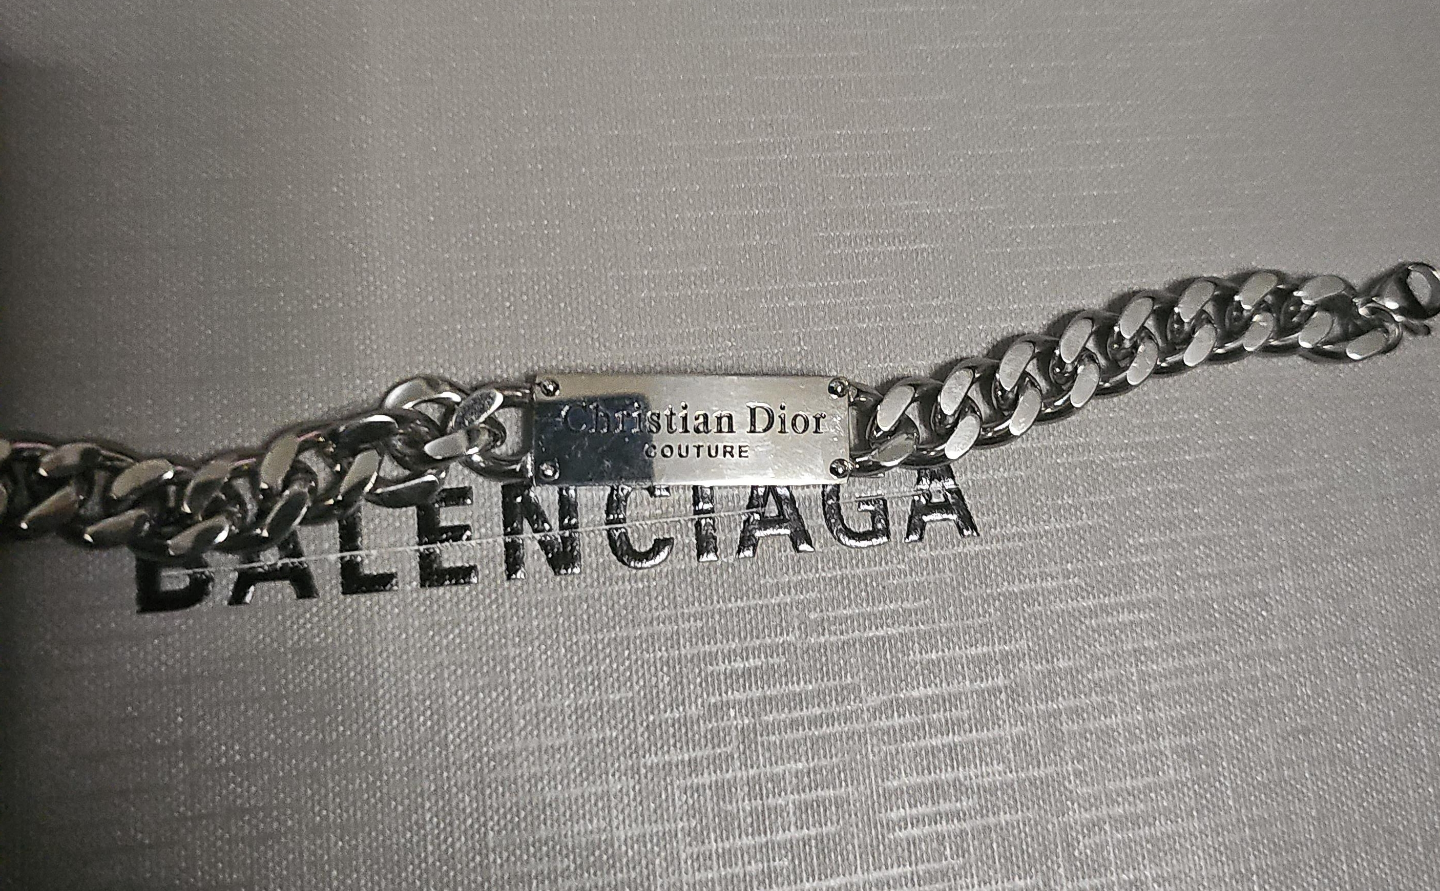 Christian Dior
COUTURE
BALENCIAGA